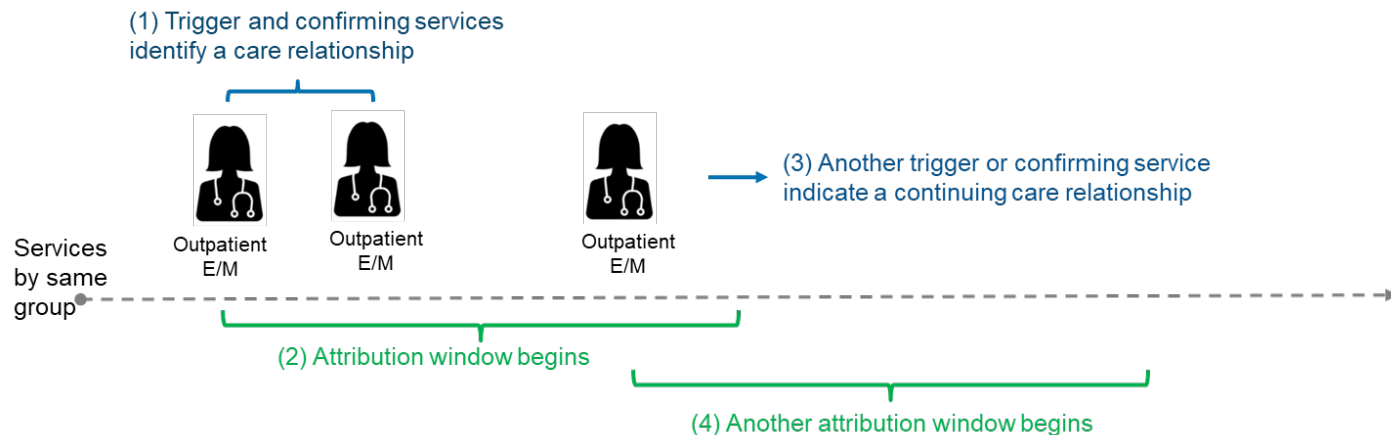 (1) Trigger and confirming services
identify a care relationship
(3) Another trigger or confirming service
indicate a continuing care relationship
Outpatient
E/M
Outpatient
E/M
Outpatient
E/M
Services
by same
group
(2) Attribution window begins
(4) Another attribution window begins